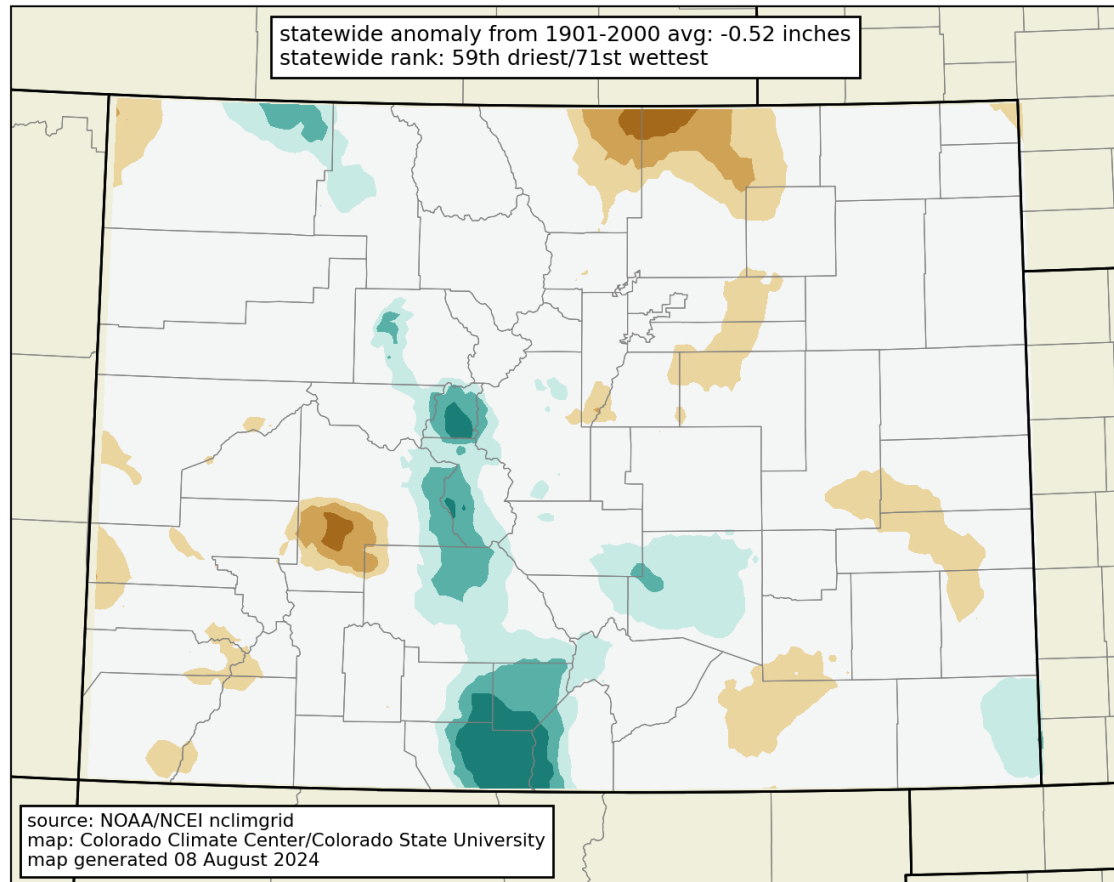 statewide anomaly from 1901-2000 avg: -0.52 inches
statewide rank: 59th driest/71st wettest
source: NOAA/NCEI nclimgrid
map: Colorado Climate Center/Colorado State University
map generated 08 August 2024